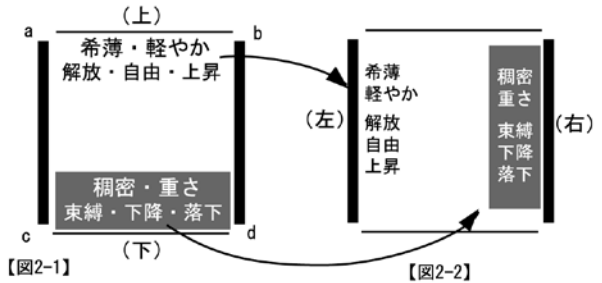 (上)
a
b
希薄・軽やか
解放・自由・上昇
稠密・重さ
束縛・下降・落下
c
d
(下)
【図2-1】
(左)
希薄
軽やか
解放
自由
上昇
稠密
重さ
束縛
下降
落下
(右)
【図2-2】